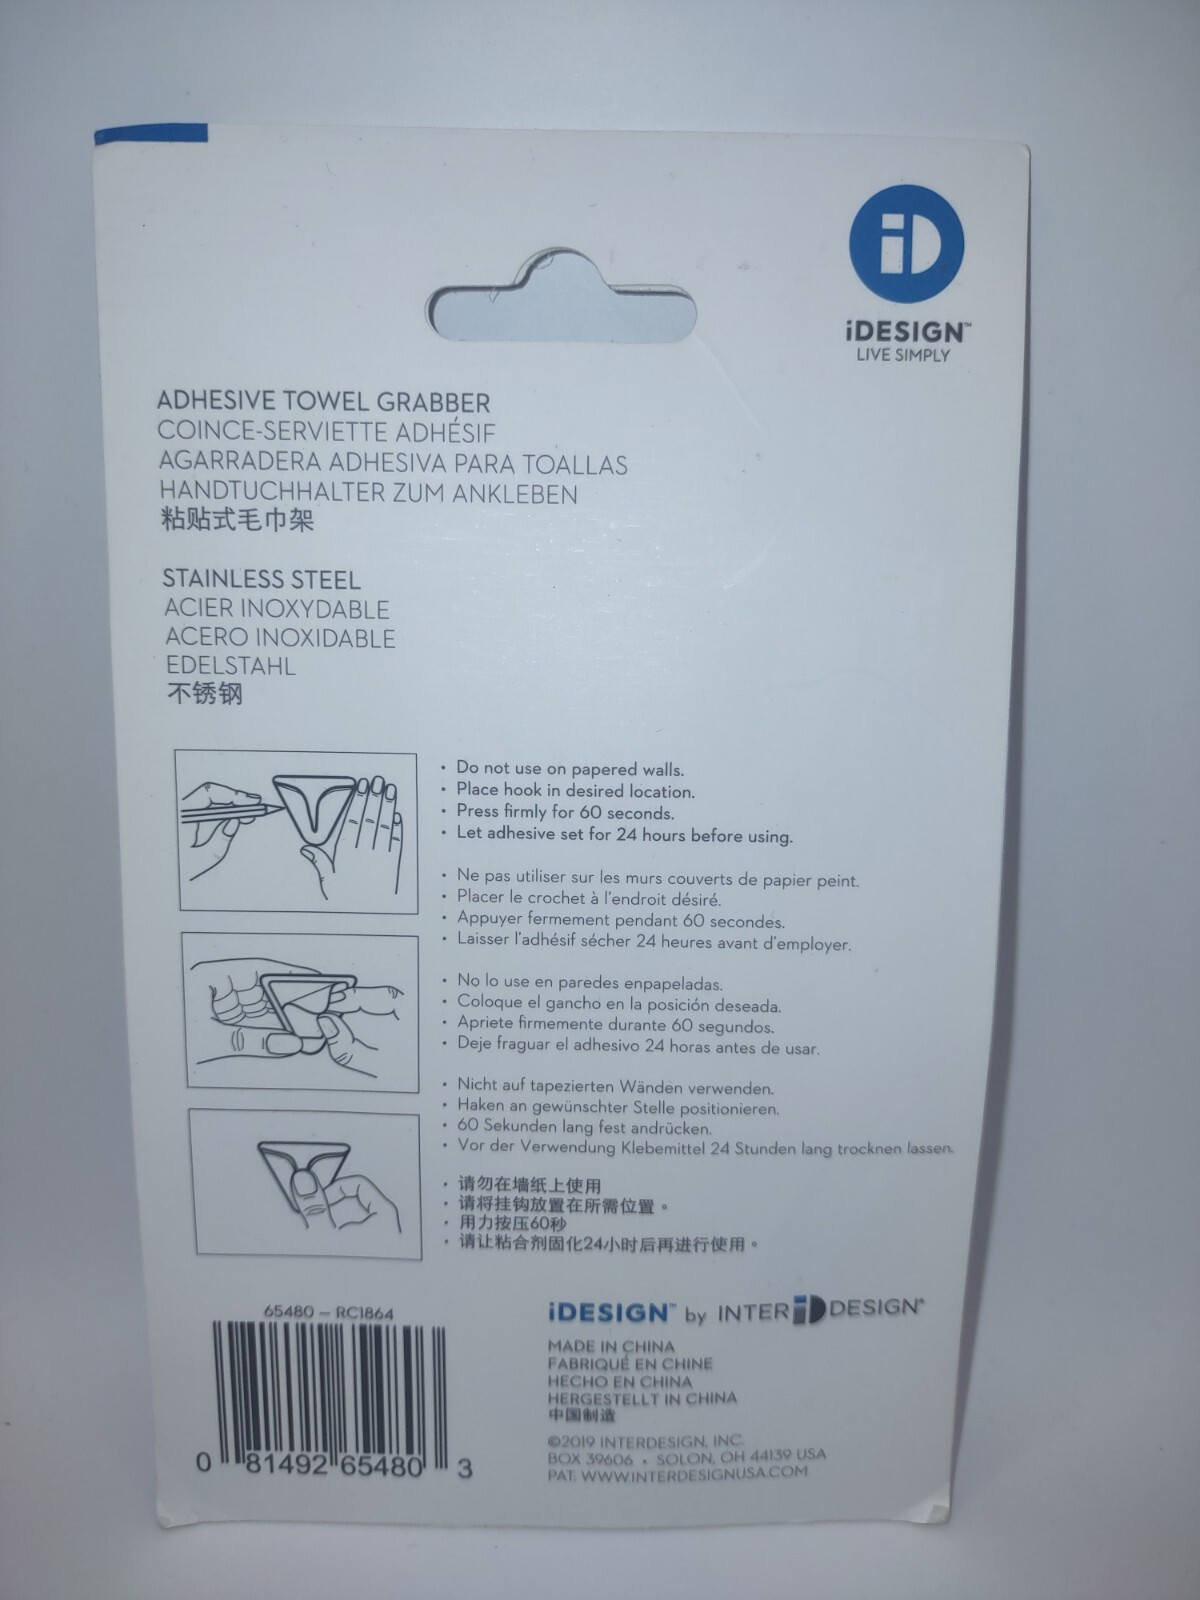 iD
iDESIGN™
LIVE SIMPLY
ADHESIVE TOWEL GRABBER
COINCE-SERVIETTE ADHÉSIF
AGARRADERA ADHESIVA PARA TOALLAS
HANDTUCHHALTER ZUM ANKLEBEN
粘贴式毛巾架
STAINLESS STEEL
ACIER INOXYDABLE
ACERO INOXIDABLE
EDELSTAHL
不锈钢
• Do not use on papered walls.
• Place hook in desired location.
• Press firmly for 60 seconds.
• Let adhesive set for 24 hours before using.
• Ne pas utiliser sur les murs couverts de papier peint.
• Placer le crochet à l'endroit désiré.
• Appuyer fermement pendant 60 secondes.
• Laisser l'adhésif sécher 24 heures avant d'employer.
• No lo use en paredes enpapeladas.
• Coloque el gancho en la posición deseada.
• Apriete firmemente durante 60 segundos.
• Deje fraguar el adhesivo 24 horas antes de usar.
• Nicht auf tapezierten Wänden verwenden.
• Haken an gewünschter Stelle positionieren.
• 60 Sekunden lang fest andrücken.
• Vor der Verwendung Klebemittel 24 Stunden lang trocknen lassen.
• 请勿在墙纸上使用
• 请将挂钩放置在所需位置。
• 用力按压60秒
• 请让粘合剂固化24小时后再进行使用。
65480 – RC1864
0 81492 65480 3
iDESIGN™ by INTERiDDESIGN®
MADE IN CHINA
FABRIQUÉ EN CHINE
HECHO EN CHINA
HERGESTELLT IN CHINA
中国制造
©2019 INTERDESIGN, INC.
BOX 39606 • SOLON, OH 44139 USA
PAT. WWW.INTERDESIGNUSA.COM